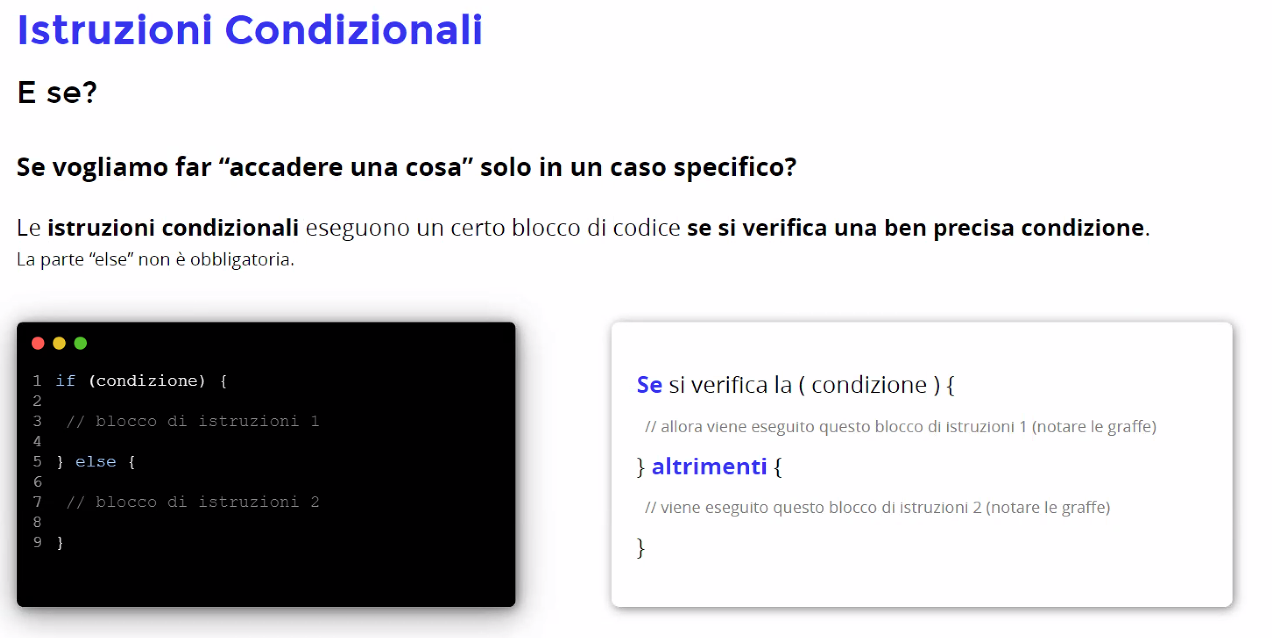 Istruzioni Condizionali
E se?
Se vogliamo far “accadere una cosa” solo in un caso specifico?
Le istruzioni condizionali eseguono un certo blocco di codice se si verifica una ben precisa condizione.
La parte “else” non è obbligatoria.
1 if (condizione) {
2
3 // blocco di istruzioni 1
4
5 } else {
6
7 // blocco di istruzioni 2
8
9 }
Se si verifica la ( condizione ) {
// allora viene eseguito questo blocco di istruzioni 1 (notare le graffe)
} altrimenti {
// viene eseguito questo blocco di istruzioni 2 (notare le graffe)
}